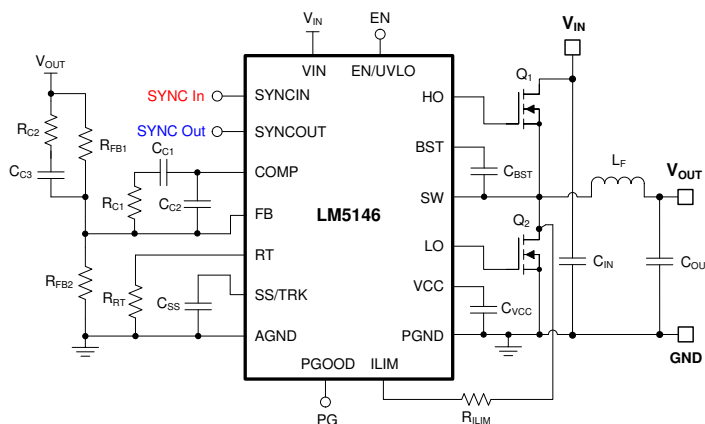 VIN
EN
VIN
VOUT
VIN
EN/UVLO
Q1
SYNC In
SYNCIN
HO
RC2
RFB1
SYNC Out
SYNCOUT
CC1
BST
LF
VOUT
CC3
COMP
CBST
RC1
CC2
SW
FB
LM5146
Q2
LO
RT
CIN
COU
RFB2
RRT
CSS
SS/TRK
VCC
CVCC
AGND
PGND
GND
PGOOD
ILIM
PG
RILIM